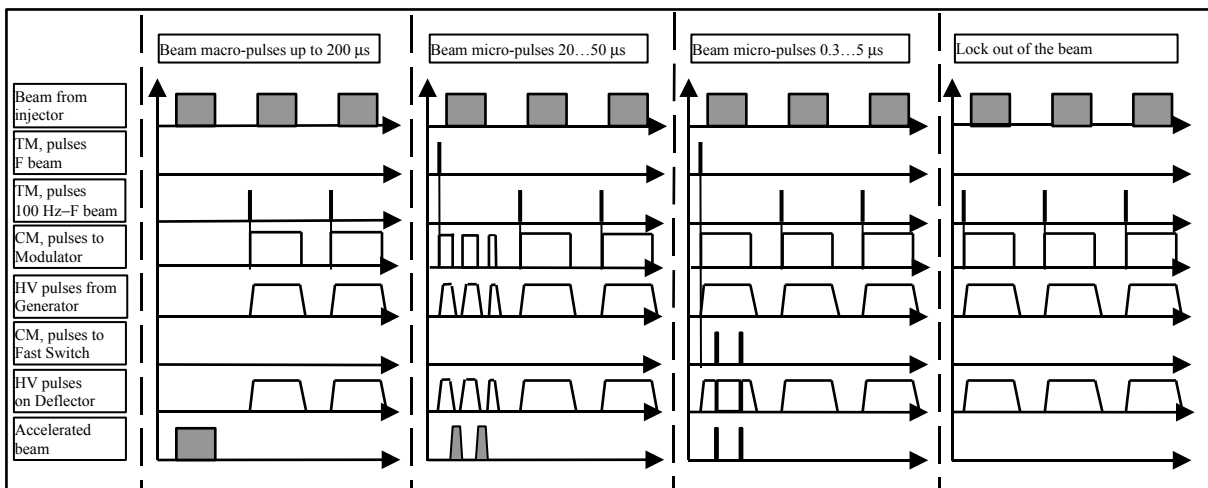 Beam macro-pulses up to 200 μs
Beam micro-pulses 20…50 μs
Beam micro-pulses 0.3…5 μs
Lock out of the beam
Beam from
injector
TM, pulses
F beam
TM, pulses
100 Hz–F beam
CM, pulses to
Modulator
HV pulses from
Generator
CM, pulses to
Fast Switch
HV pulses
on Deflector
Accelerated
beam